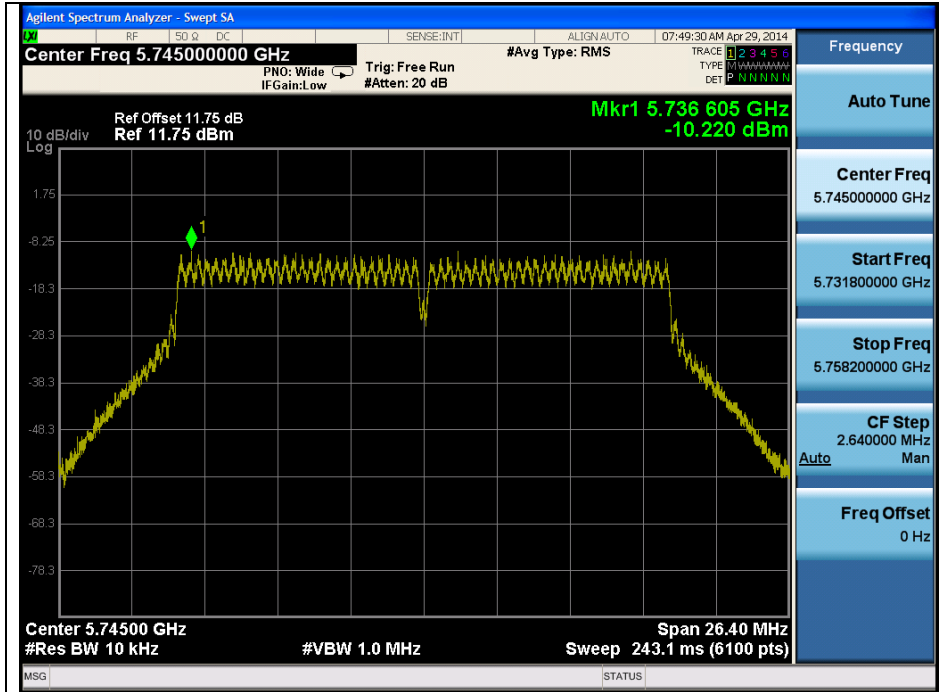 Agilent Spectrum Analyzer - Swept SA
LXI RF 50 Ω DC SENSE:INT ALIGN AUTO 07:49:30 AM Apr 29, 2014
Center Freq 5.745000000 GHz #Avg Type: RMS TRACE 1 2 3 4 5 6
PNO: Wide Trig: Free Run TYPE M WWWWW
IFGain:Low #Atten: 20 dB DET P N N N N N
Frequency
Auto Tune
Center Freq
5.745000000 GHz
Start Freq
5.731800000 GHz
Stop Freq
5.758200000 GHz
CF Step
2.640000 MHz
Auto Man
Freq Offset
0 Hz
Mkr1 5.736 605 GHz
-10.220 dBm
Ref Offset 11.75 dB
10 dB/div Ref 11.75 dBm
Log
1
1.75
-8.25
-18.3
-28.3
-38.3
-48.3
-58.3
-68.3
-78.3
Center 5.74500 GHz Span 26.40 MHz
#Res BW 10 kHz #VBW 1.0 MHz Sweep 243.1 ms (6100 pts)
MSG STATUS